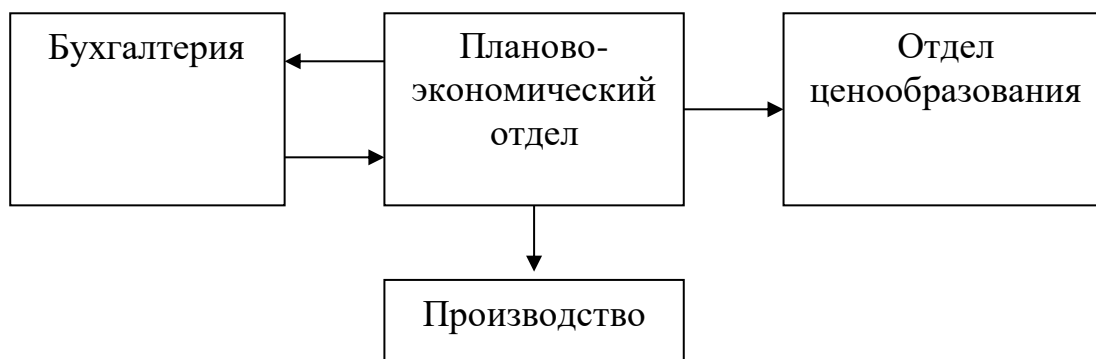 Бухгалтерия
Планово-
экономический
отдел
Отдел
ценообразования
Производство